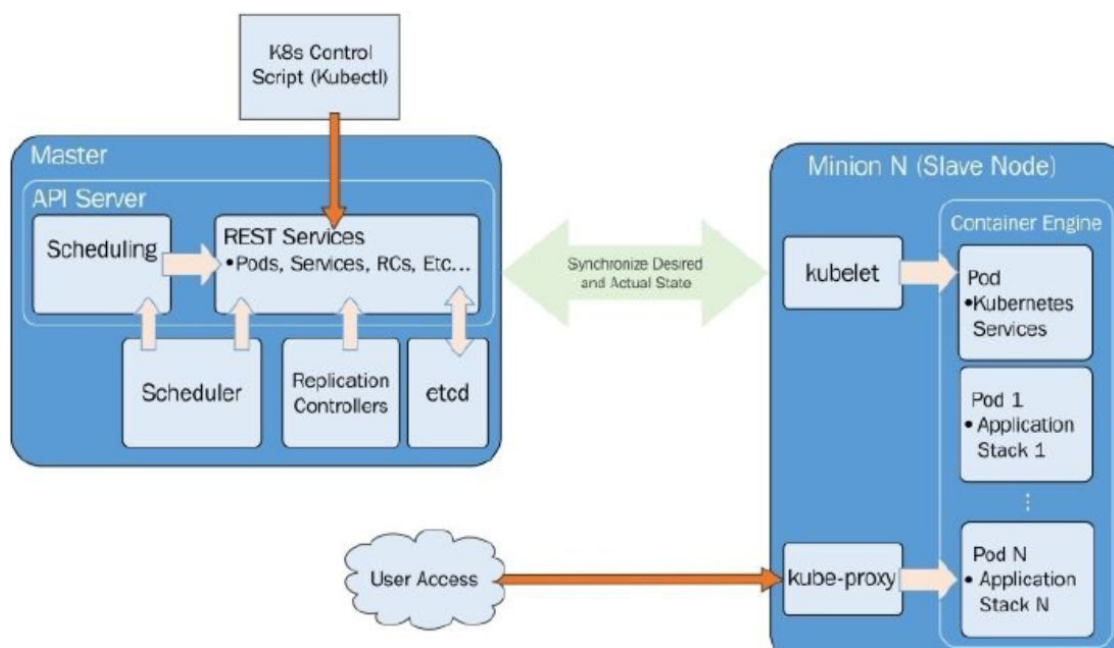 K8s Control
Script (Kubectl)
Master
API Server
Scheduling
REST Services
•Pods, Services, RCs, Etc...
Scheduler
Replication
Controllers
etcd
Synchronize Desired
and Actual State
Minion N (Slave Node)
Container Engine
kubelet
Pod
•Kubernetes
Services
Pod 1
• Application
Stack 1
⋮
User Access
kube-proxy
Pod N
• Application
Stack N